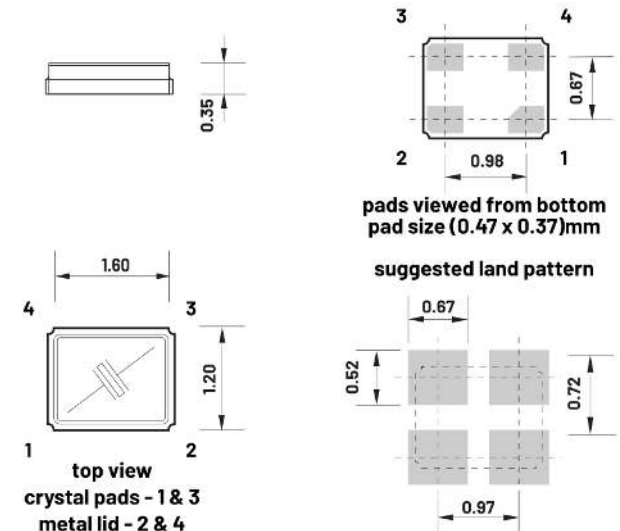 3 4
0.35
0.67
2 1
0.98
pads viewed from bottom
pad size (0.47 x 0.37)mm
1.60
4 3
1.20
1 2
top view
crystal pads - 1 & 3
metal lid - 2 & 4
suggested land pattern
0.67
0.52
0.72
0.97